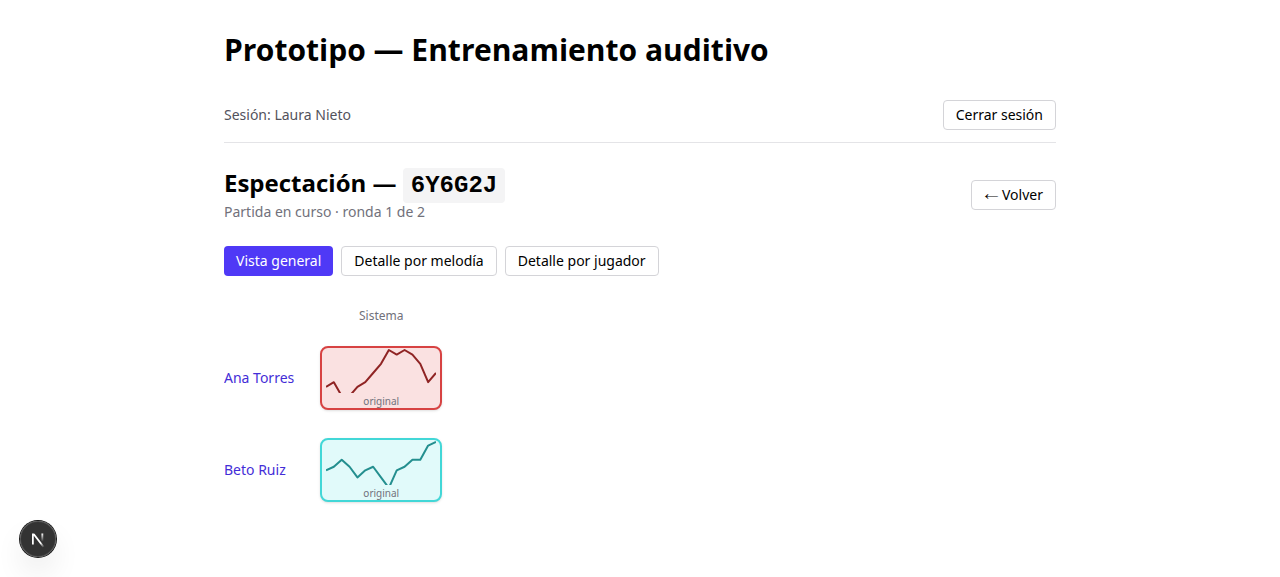 Prototipo — Entrenamiento auditivo
Sesión: Laura Nieto
Cerrar sesión
Espectación — 6Y6G2J
← Volver
Partida en curso · ronda 1 de 2
Vista general
Detalle por melodía
Detalle por jugador
Sistema
Ana Torres
original
Beto Ruiz
original
N